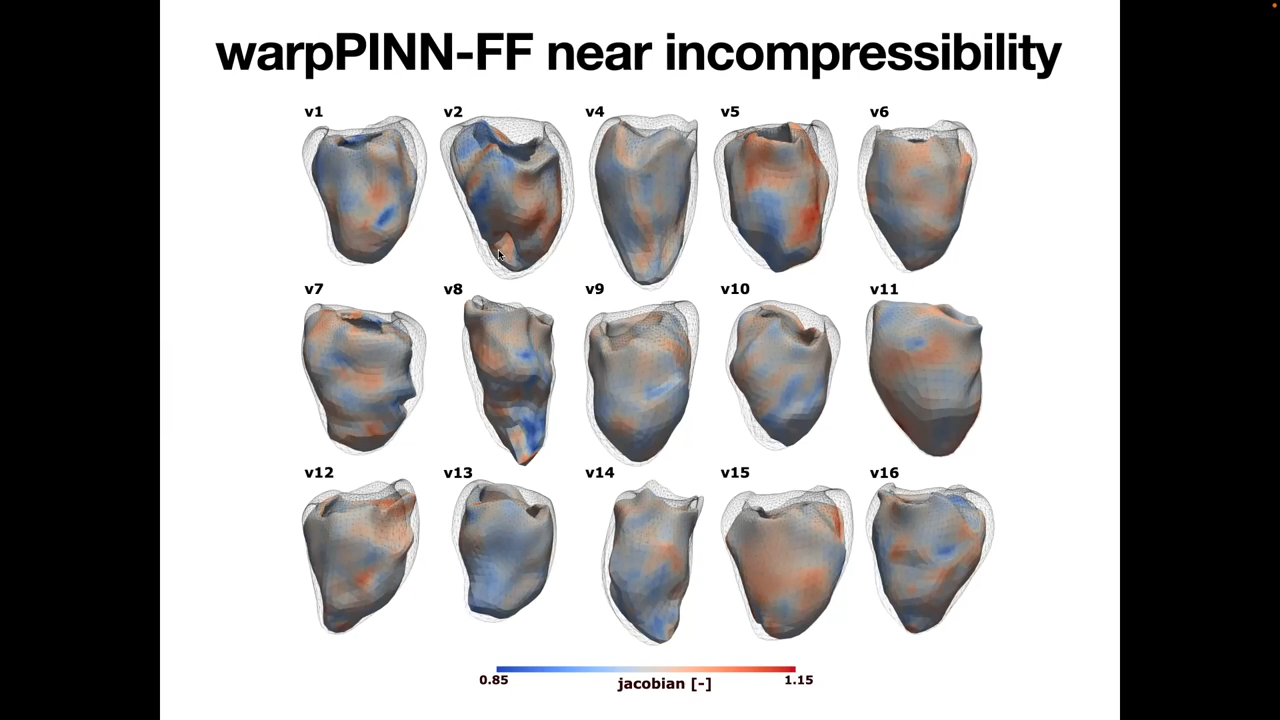 warpPINN-FF near incompressibility
v1 v2 v4 v5 v6
v7 v8 v9 v10 v11
v12 v13 v14 v15 v16
0.85 jacobian [-] 1.15